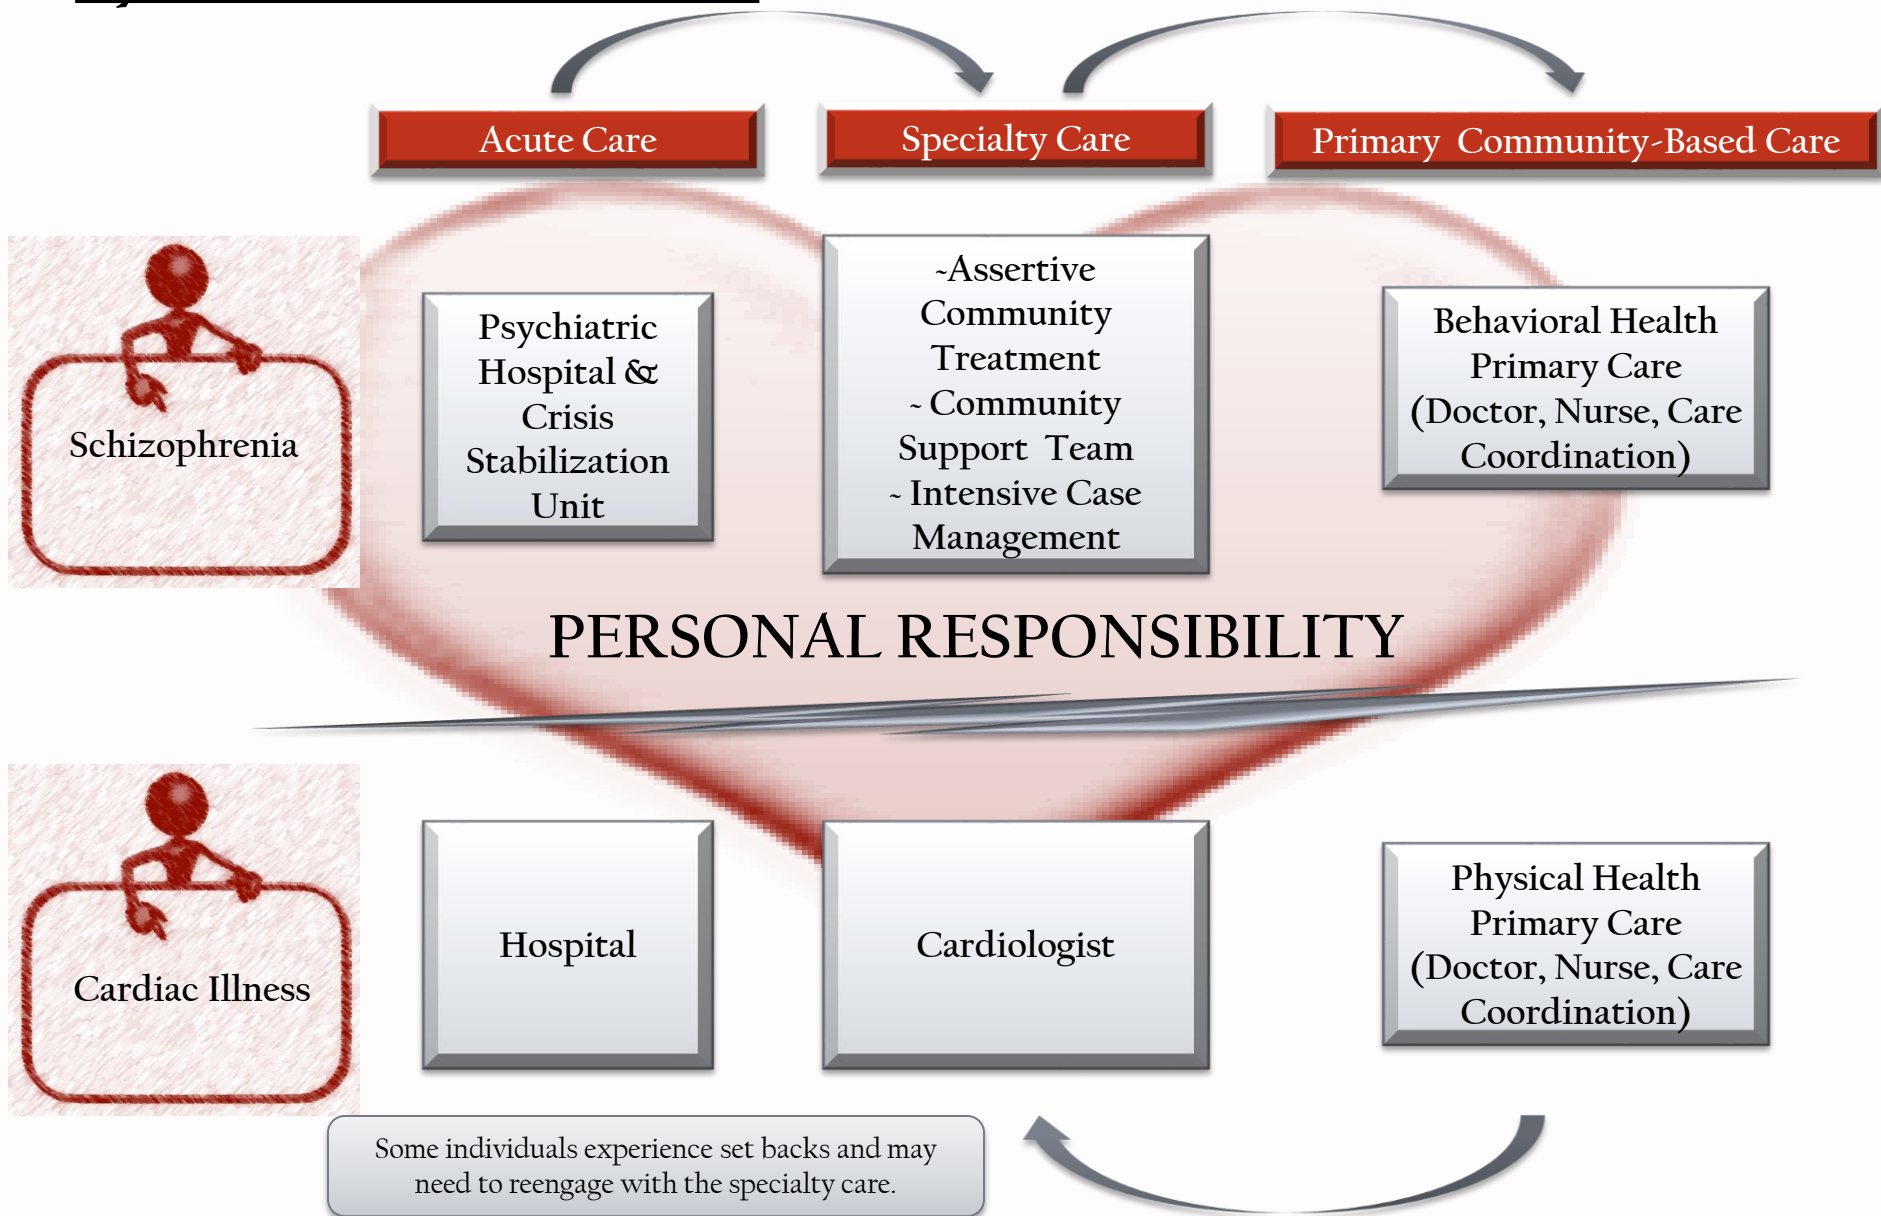 Acute Care
Specialty Care
Primary Community-Based Care
Schizophrenia
Psychiatric
Hospital &
Crisis
Stabilization
Unit
~Assertive
Community
Treatment
~ Community
Support Team
~ Intensive Case
Management
Behavioral Health
Primary Care
(Doctor, Nurse, Care
Coordination)
PERSONAL RESPONSIBILITY
Cardiac Illness
Hospital
Cardiologist
Physical Health
Primary Care
(Doctor, Nurse, Care
Coordination)
Some individuals experience set backs and may
need to reengage with the specialty care.